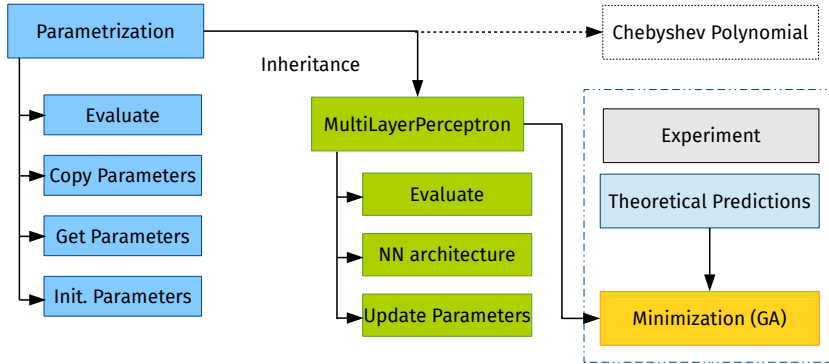 Parametrization
Chebyshev Polynomial
Inheritance
Evaluate
Copy Parameters
Get Parameters
Init. Parameters
MultiLayerPerceptron
Evaluate
NN architecture
Update Parameters
Experiment
Theoretical Predictions
Minimization (GA)